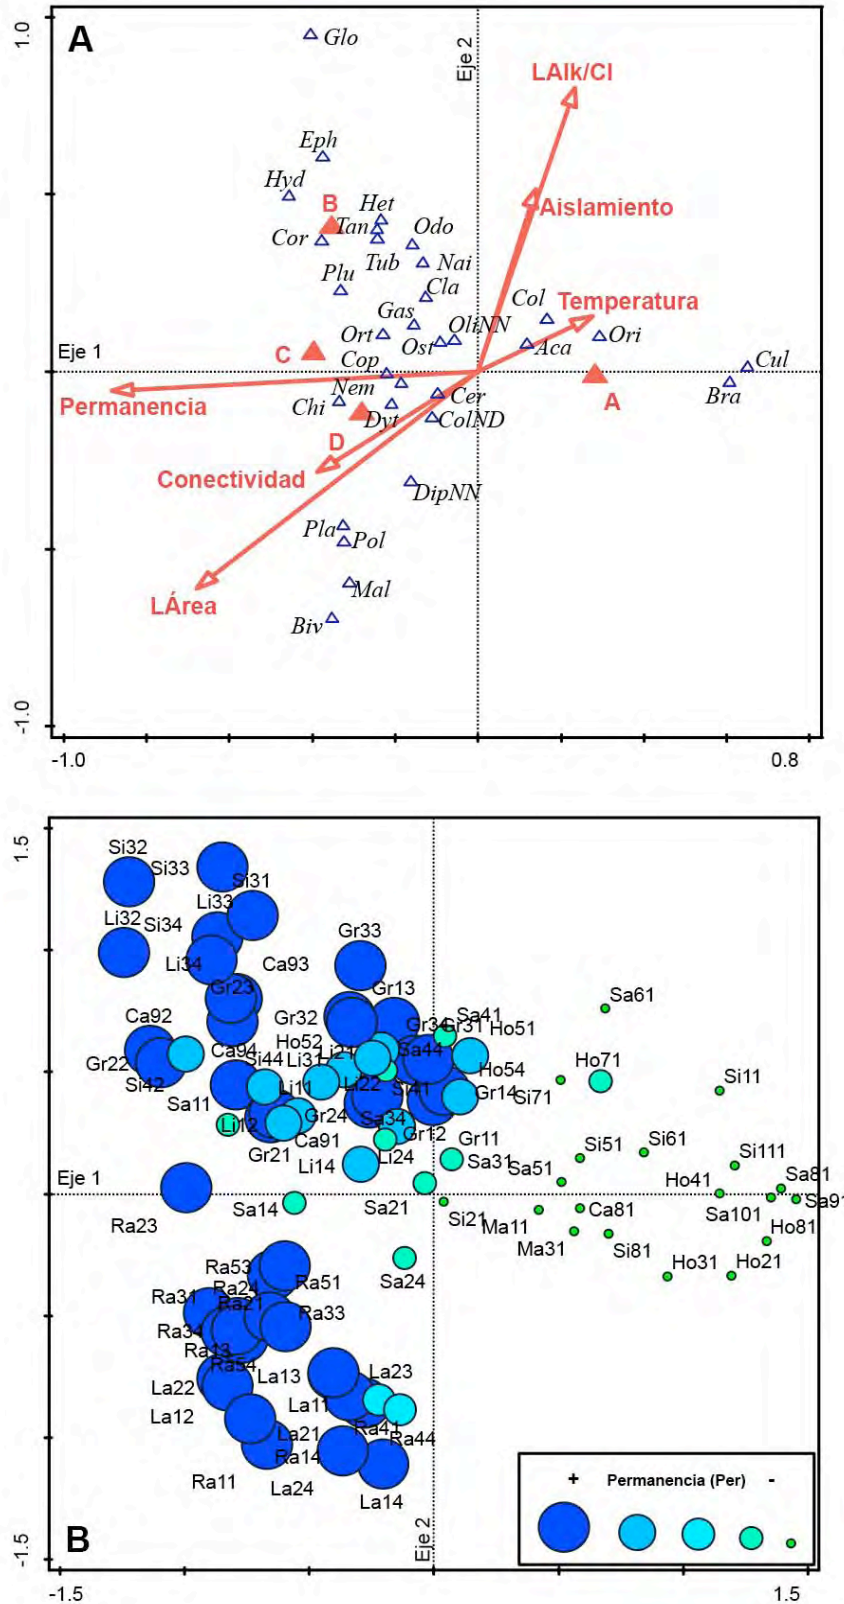 A
1.0
Glo
Eje 2
LAlk/Cl
Eph
Hyd
B
Het
Aislamiento
Tan
Odo
Cor
Tub
Nai
Plu
Cla
Col
Temperatura
Gas
OliNN
Ort
Ost
Ori
Aca
Eje 1
C
Cop
Cul
Nem
Cer
Bra
Permanencia
Chi
Dyt
ColND
A
D
Conectividad
DipNN
Pla
Pol
Mal
LÁrea
Biv
-1.0
-1.0
0.8
1.5
Si32
Si33
Si31
Li33
Li32
Si34
Gr33
Li34
Ca93
Gr23
Gr13
Sa61
Ca92
Gr32
Gr34
Sa41
Gr31
Ho51
Ho52
Gr22
Ca94
Si44
Li31
Li21
Sa44
Ho54
Ho71
Si42
Li11
Li22
Si41
Gr14
Si71
Si11
Sa11
Li12
Gr24
Sa34
Gr21
Ca91
Gr12
Gr11
Si51
Si61
Li14
Li24
Sa31
Sa51
Si111
Eje 1
Ho41
Sa81
Ra23
Sa14
Sa21
Si21
Ma11
Ca81
Sa101
Sa91
Ma31
Si81
Ho81
Ra53
Sa24
Ho31
Ho21
Ra24
Ra51
Ra31
Ra21
Ra33
Ra34
Ra13
Ra54
La13
La23
La22
La11
La12
La21
Ra41
Ra44
Ra14
Ra11
La24
La14
+ Permanencia (Per) -
B
Eje 2
-1.5
-1.5
1.5